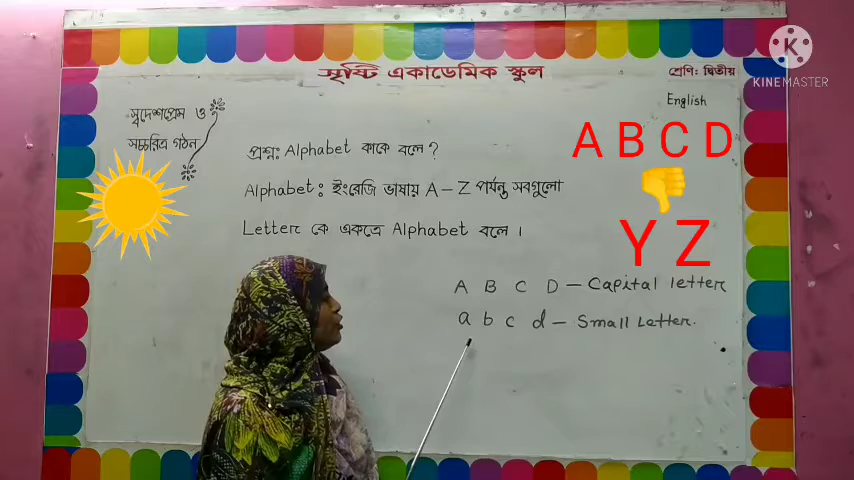 সৃষ্টি একাডেমিক স্কুল
শ্রেণি: দ্বিতীয়
KINEMASTER
English
স্বদেশপ্রেম ও
সচ্চরিত্র গঠন
A B C D
প্রশ্নঃ Alphabet কাকে বলে?
Alphabet: ইংরেজি ভাষায় A-Z পর্যন্ত সবগুলো
Letter কে একত্রে Alphabet বলে।
Y Z
A B C D - Capital letter
a b c d - Small Letter.